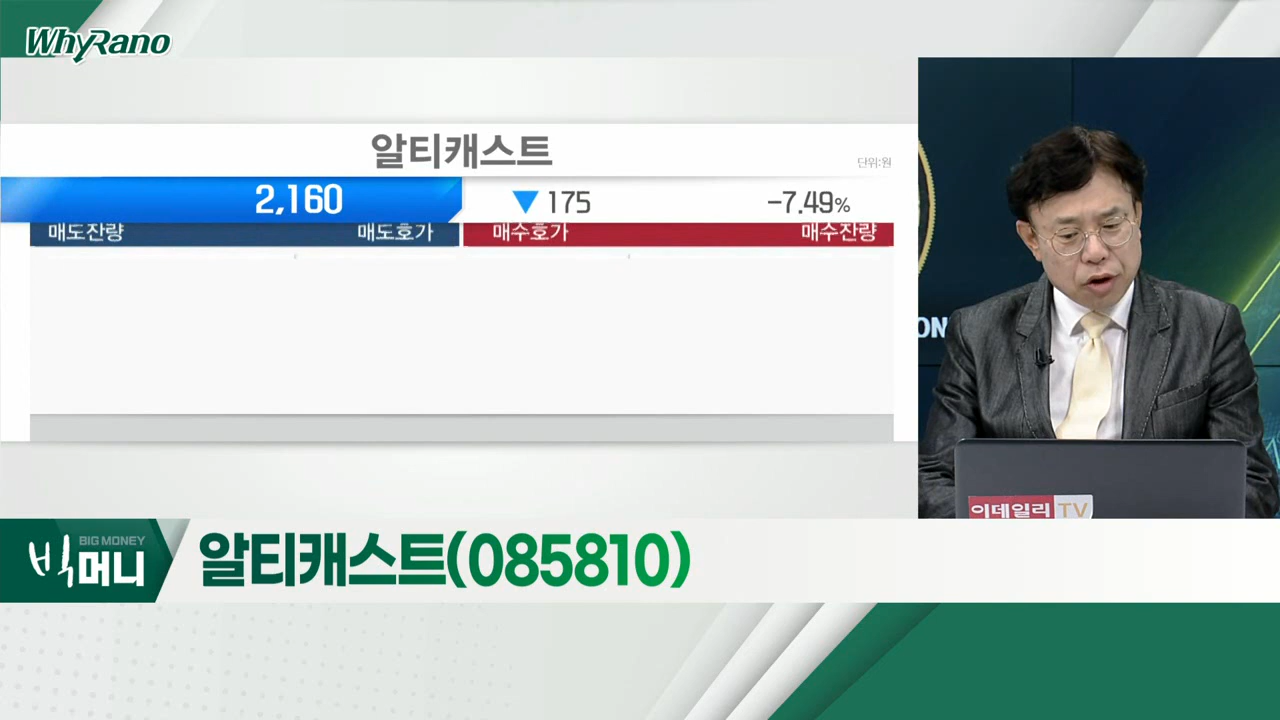 WhyRano
알티캐스트
단위:원
2,160 ▼ 175 -7.49%
매도잔량 매도호가 매수호가 매수잔량
ON
이데일리TV
빅머니 BIG MONEY
알티캐스트(085810)